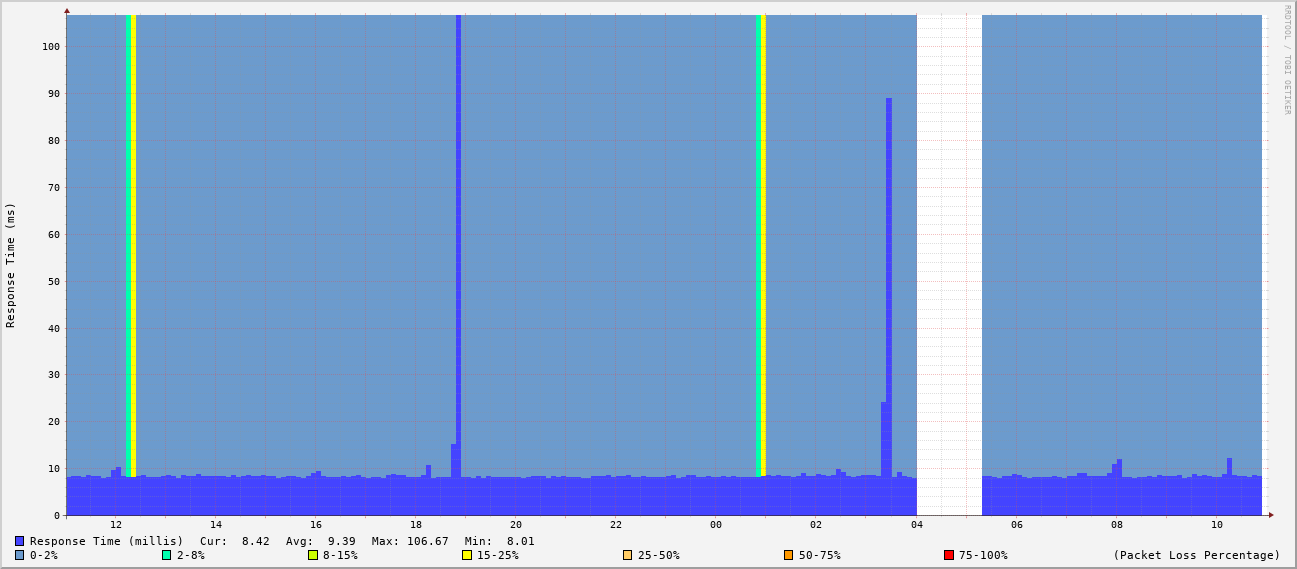 RRDTOOL / TOBI OETIKER
Response Time (ms)
100
90
80
70
60
50
40
30
20
10
0
12 14 16 18 20 22 00 02 04 06 08 10
Response Time (millis) Cur: 8.42 Avg: 9.39 Max: 106.67 Min: 8.01
0-2% 2-8% 8-15% 15-25% 25-50% 50-75% 75-100% (Packet Loss Percentage)